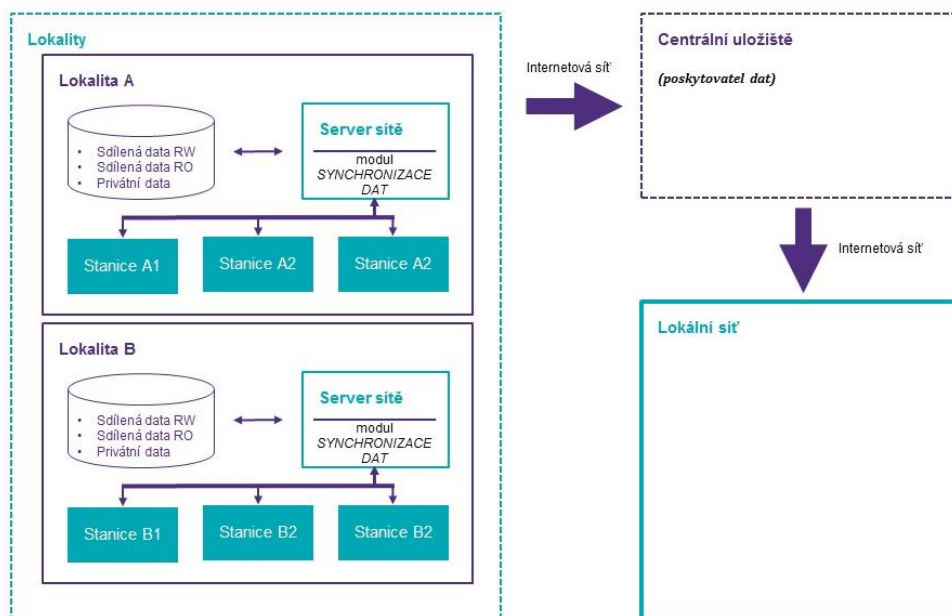 Lokality
Lokalita A
• Sdílená data RW
• Sdílená data RO
• Privátní data
Server sítě
modul
SYNCHRONIZACE
DAT
Stanice A1
Stanice A2
Stanice A2
Lokalita B
• Sdílená data RW
• Sdílená data RO
• Privátní data
Server sítě
modul
SYNCHRONIZACE
DAT
Stanice B1
Stanice B2
Stanice B2
Internetová síť
Centrální uložiště
(poskytovatel dat)
Internetová síť
Lokální síť